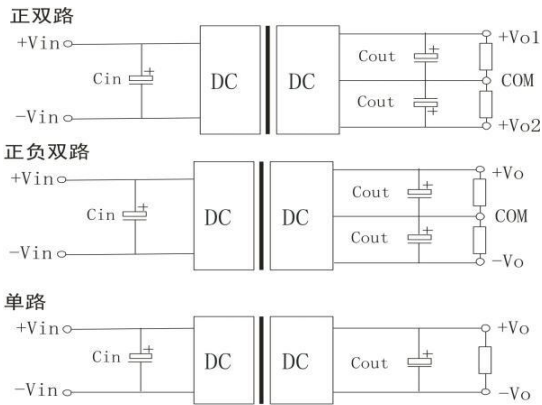 正双路
+Vin
Cin
+
-Vin
DC
DC
Cout
+
Cout
+
+Vo1
COM
+Vo2
正负双路
+Vin
Cin
+
-Vin
DC
DC
Cout
+
Cout
+
+Vo
COM
-Vo
单路
+Vin
Cin
+
-Vin
DC
DC
Cout
+
+Vo
-Vo